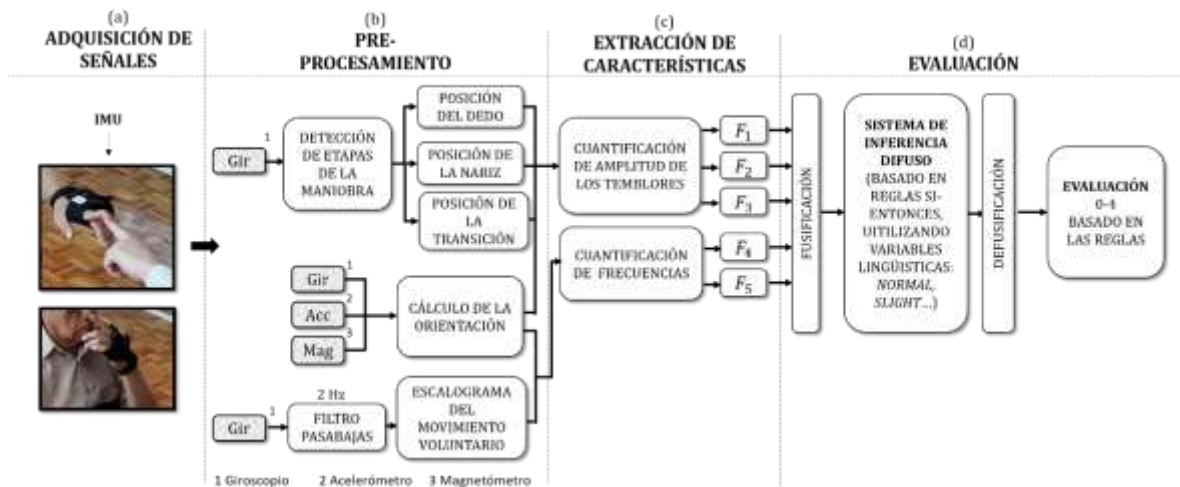 (a)
ADQUISICIÓN DE
SEÑALES
IMU
(b)
PRE-
PROCESAMIENTO
1
Gir
DETECCIÓN
DE ETAPAS
DE LA
MANIOBRA
POSICIÓN
DEL DEDO
POSICIÓN DE
LA NARIZ
POSICIÓN DE
LA
TRANSICIÓN
1
Gir
2
Acc
3
Mag
CÁLCULO DE LA
ORIENTACIÓN
1
Gir
2 Hz
FILTRO
PASABAJAS
ESCALOGRAMA
DEL
MOVIMIENTO
VOLUNTARIO
1 Giroscopio 2 Acelerómetro 3 Magnetómetro
(c)
EXTRACCIÓN DE
CARACTERÍSTICAS
CUANTIFICACIÓN
DE AMPLITUD DE
LOS TEMBLORES
CUANTIFICACIÓN
DE FRECUENCIAS
F1
F2
F3
F4
F5
(d)
EVALUACIÓN
FUSIFICACIÓN
SISTEMA DE
INFERENCIA
DIFUSO
(BASADO EN
REGLAS SI-
ENTONCES,
UITILIZANDO
VARIABLES
LINGÜISTICAS:
NORMAL,
SLIGHT...)
DEFUSIFICACIÓN
EVALUACIÓN
0-4
BASADO EN
LAS REGLAS